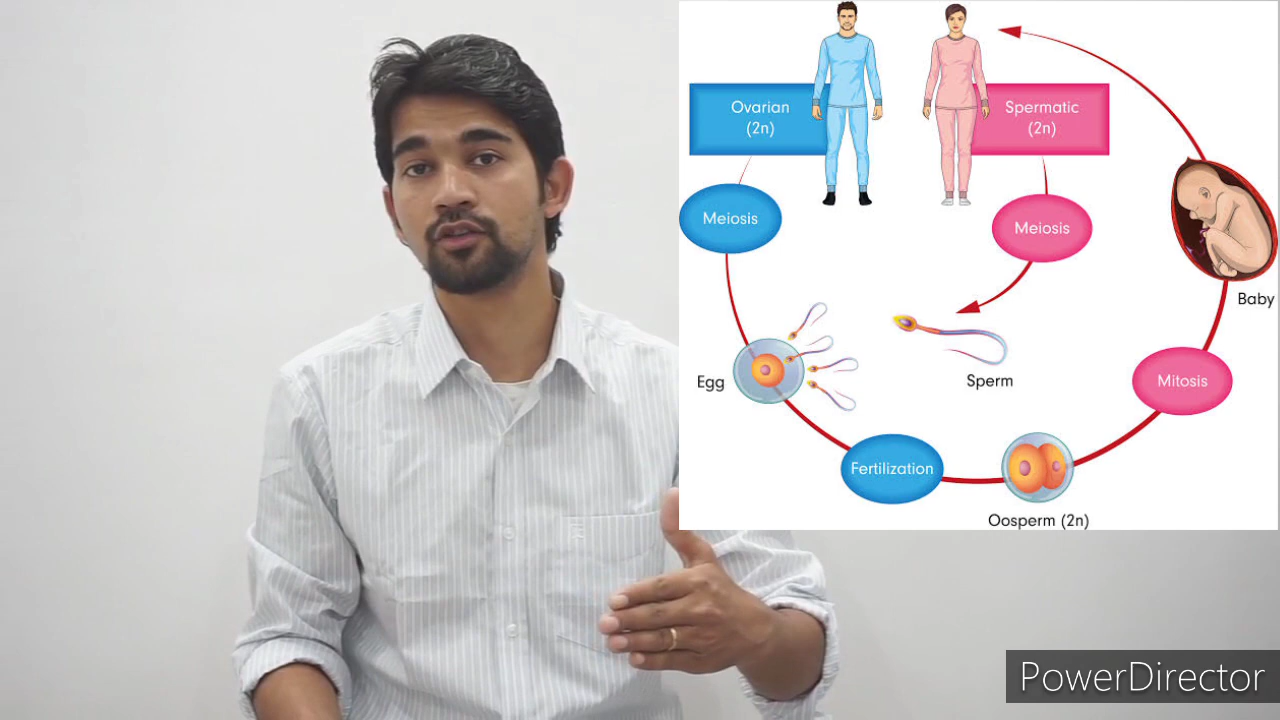 Ovarian
(2n)
Spermatic
(2n)
Meiosis
Meiosis
Baby
Egg
Sperm
Mitosis
Fertilization
Oosperm (2n)
PowerDirector